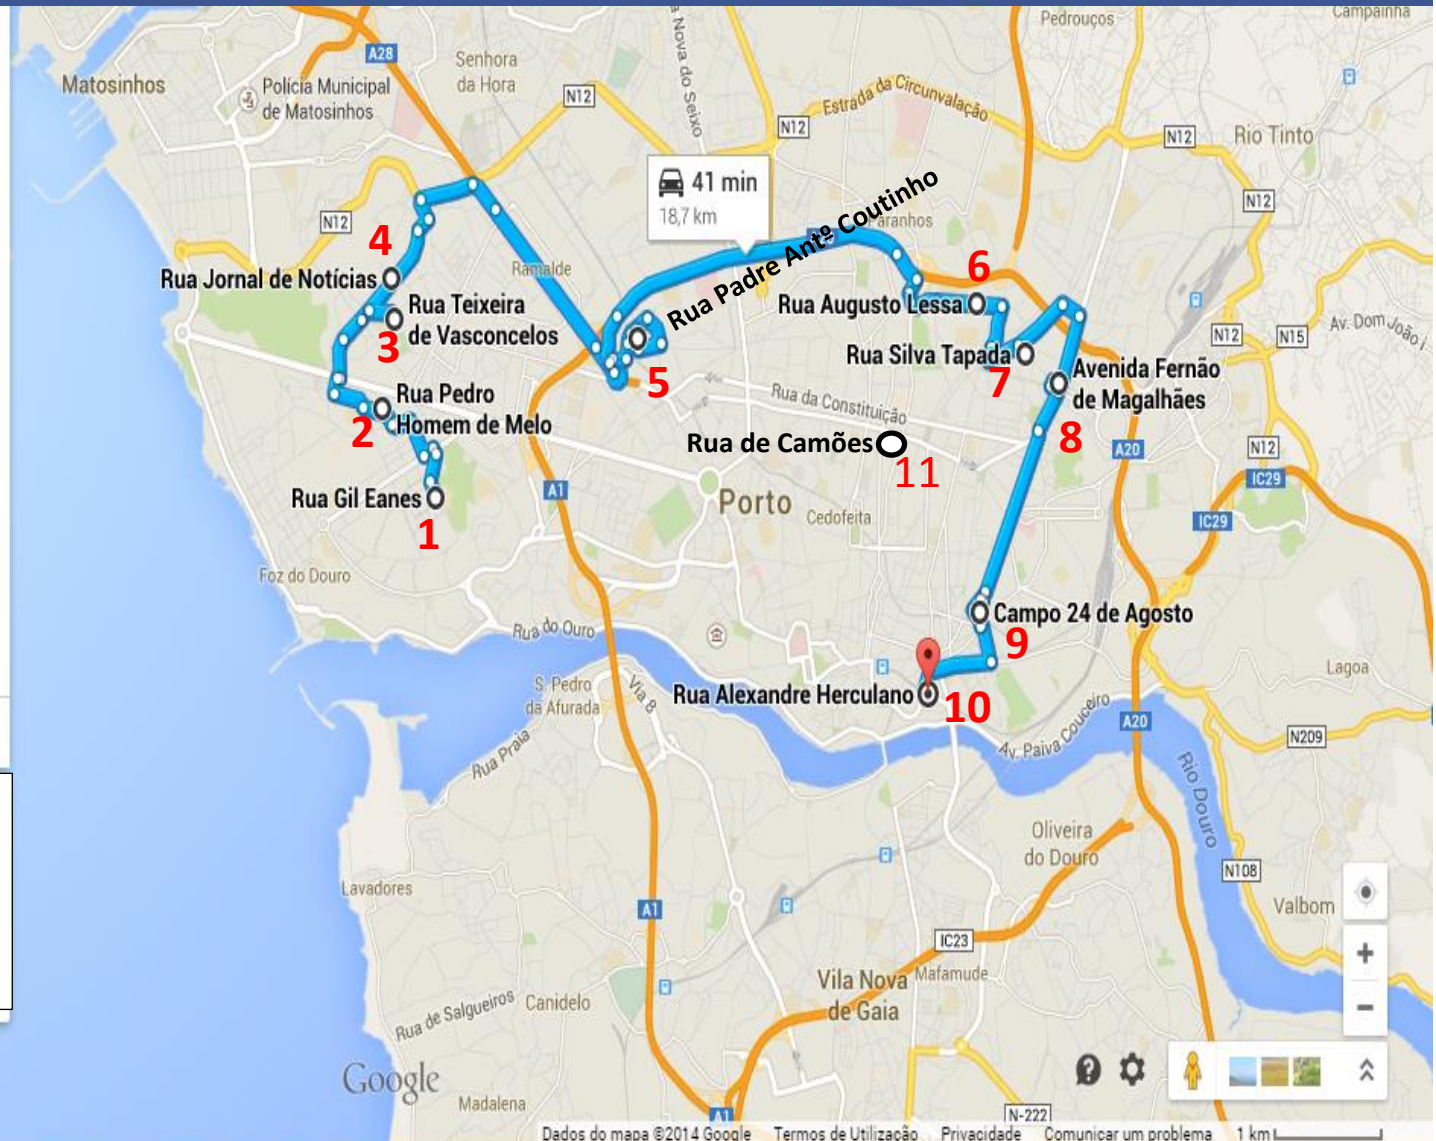 Pedrouços
Campainha
a Nova do Seixo
A28
Senhora
da Hora
Matosinhos
Polícia Municipal
de Matosinhos
N12
Estrada da Circunvalação
N12
N12
Rio Tinto
41 min
18,7 km
N12
N12
Paranhos
Rua Padre Antº Coutinho
4
Ramalde
6
Rua Jornal de Notícias
Rua Teixeira
de Vasconcelos
3
Rua Augusto Lessa
N12
N15
Av. Dom João I
Rua Silva Tapada
7
5
Avenida Fernão
de Magalhães
Rua Pedro
Homem de Melo
2
Rua da Constituição
8
Rua de Camões
11
A20
N12
IC29
Rua Gil Eanes
1
A1
Porto
Cedofeita
IC29
Foz do Douro
Rua do Ouro
Campo 24 de Agosto
9
Lagoa
S. Pedro
da Afurada
Via 8
Rua Alexandre Herculano
10
Av. Paiva Couceiro
A20
N209
Rua Praia
Rio Douro
Oliveira
do Douro
N108
Lavadores
A1
Valbom
IC23
Vila Nova
de Gaia
Mafamude
Rua de Salgueiros
Canidelo
Google
Madalena
A1
N-222
Dados do mapa ©2014 Google Termos de Utilização Privacidade Comunicar um problema 1 km